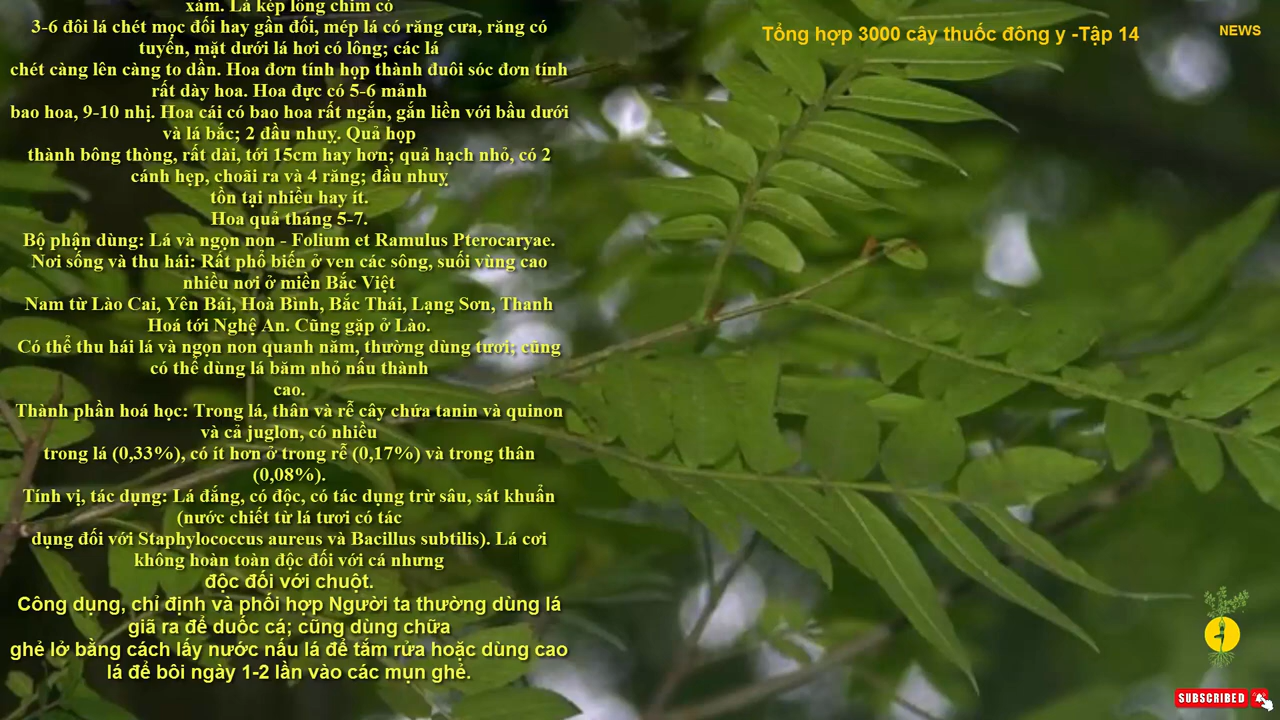 xám. Lá kép lông chim có
3-6 đôi lá chét mọc đối hay gần đối, mép lá có răng cưa, răng có
tuyến, mặt dưới lá hơi có lông; các lá
chét càng lên càng to dần. Hoa đơn tính họp thành đuôi sóc đơn tính
rất dày hoa. Hoa đực có 5-6 mảnh
bao hoa, 9-10 nhị. Hoa cái có bao hoa rất ngắn, gắn liền với bầu dưới
và lá bắc; 2 đầu nhuỵ. Quả họp
thành bông thòng, rất dài, tới 15cm hay hơn; quả hạch nhỏ, có 2
cánh hẹp, choãi ra và 4 răng; đầu nhuỵ
tồn tại nhiều hay ít.
Hoa quả tháng 5-7.
Bộ phận dùng: Lá và ngọn non - Folium et Ramulus Pterocaryae.
Nơi sống và thu hái: Rất phổ biến ở ven các sông, suối vùng cao
nhiều nơi ở miền Bắc Việt
Nam từ Lào Cai, Yên Bái, Hoà Bình, Bắc Thái, Lạng Sơn, Thanh
Hoá tới Nghệ An. Cũng gặp ở Lào.
Có thể thu hái lá và ngọn non quanh năm, thường dùng tươi; cũng
có thể dùng lá băm nhỏ nấu thành
cao.
Thành phần hoá học: Trong lá, thân và rễ cây chứa tanin và quinon
và cả juglon, có nhiều
trong lá (0,33%), có ít hơn ở trong rễ (0,17%) và trong thân
(0,08%).
Tính vị, tác dụng: Lá đắng, có độc, có tác dụng trừ sâu, sát khuẩn
(nước chiết từ lá tươi có tác
dụng đối với Staphylococcus aureus và Bacillus subtilis). Lá cơi
không hoàn toàn độc đối với cá nhưng
độc đối với chuột.
Công dụng, chỉ định và phối hợp Người ta thường dùng lá
giã ra để duốc cá; cũng dùng chữa
ghẻ lở bằng cách lấy nước nấu lá để tắm rửa hoặc dùng cao
lá để bôi ngày 1-2 lần vào các mụn ghẻ.
Tổng hợp 3000 cây thuốc đông y -Tập 14
NEWS
SUBSCRIBED